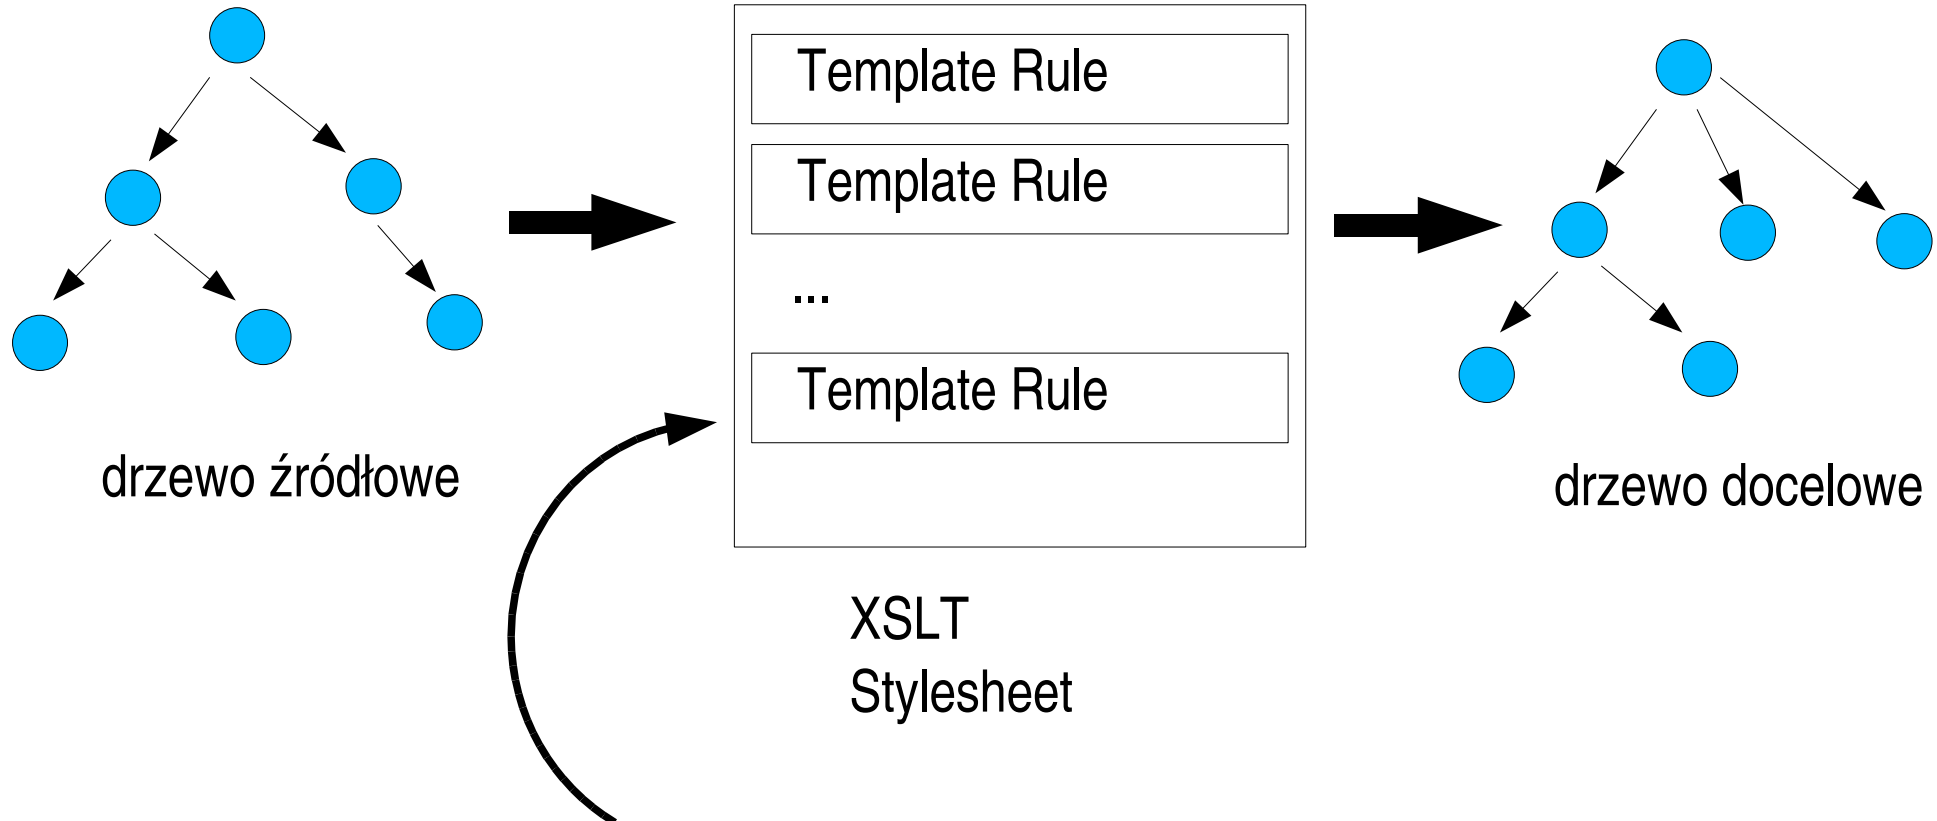 Template Rule
Template Rule
...
Template Rule
drzewo źródłowe
drzewo docelowe
XSLT
Stylesheet